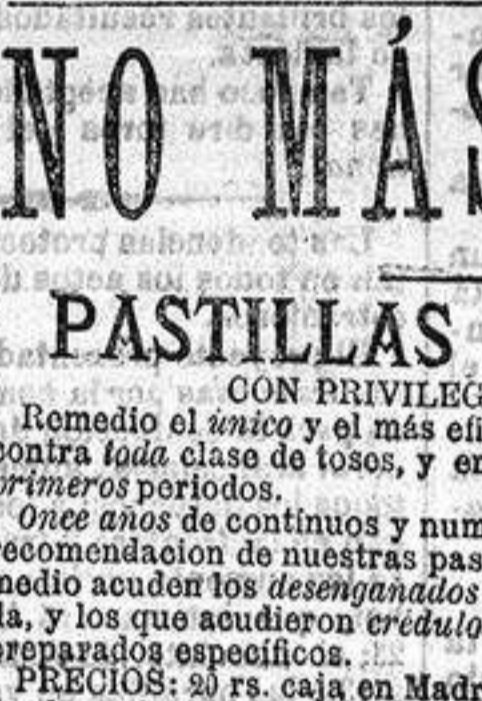 NO MÁS
PASTILLAS
CON PRIVILEG
Remedio el único y el más efi
contra toda clase de toses, y en
primeros periodos.
Once años de contínuos y num
recomendacion de nuestras pas
medio acuden los desengañados
da, y los que acudieron crédulo
preparados específicos.
PRECIOS: 20 rs. caja en Madr